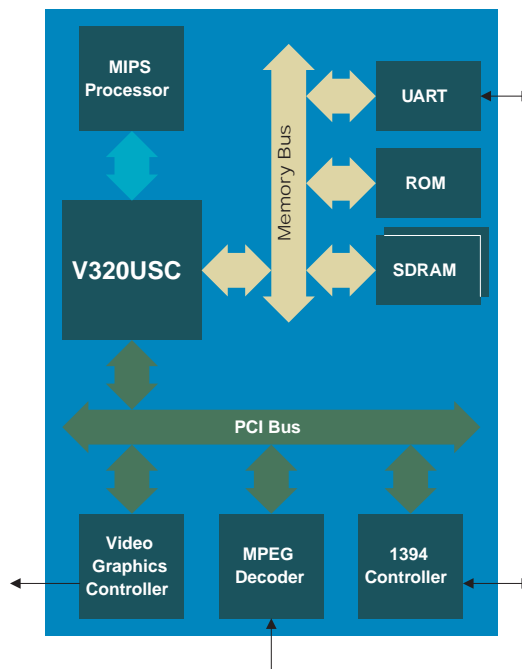 MIPS
Processor
UART
Memory Bus
ROM
V320USC
SDRAM
PCI Bus
Video
Graphics
Controller
MPEG
Decoder
1394
Controller